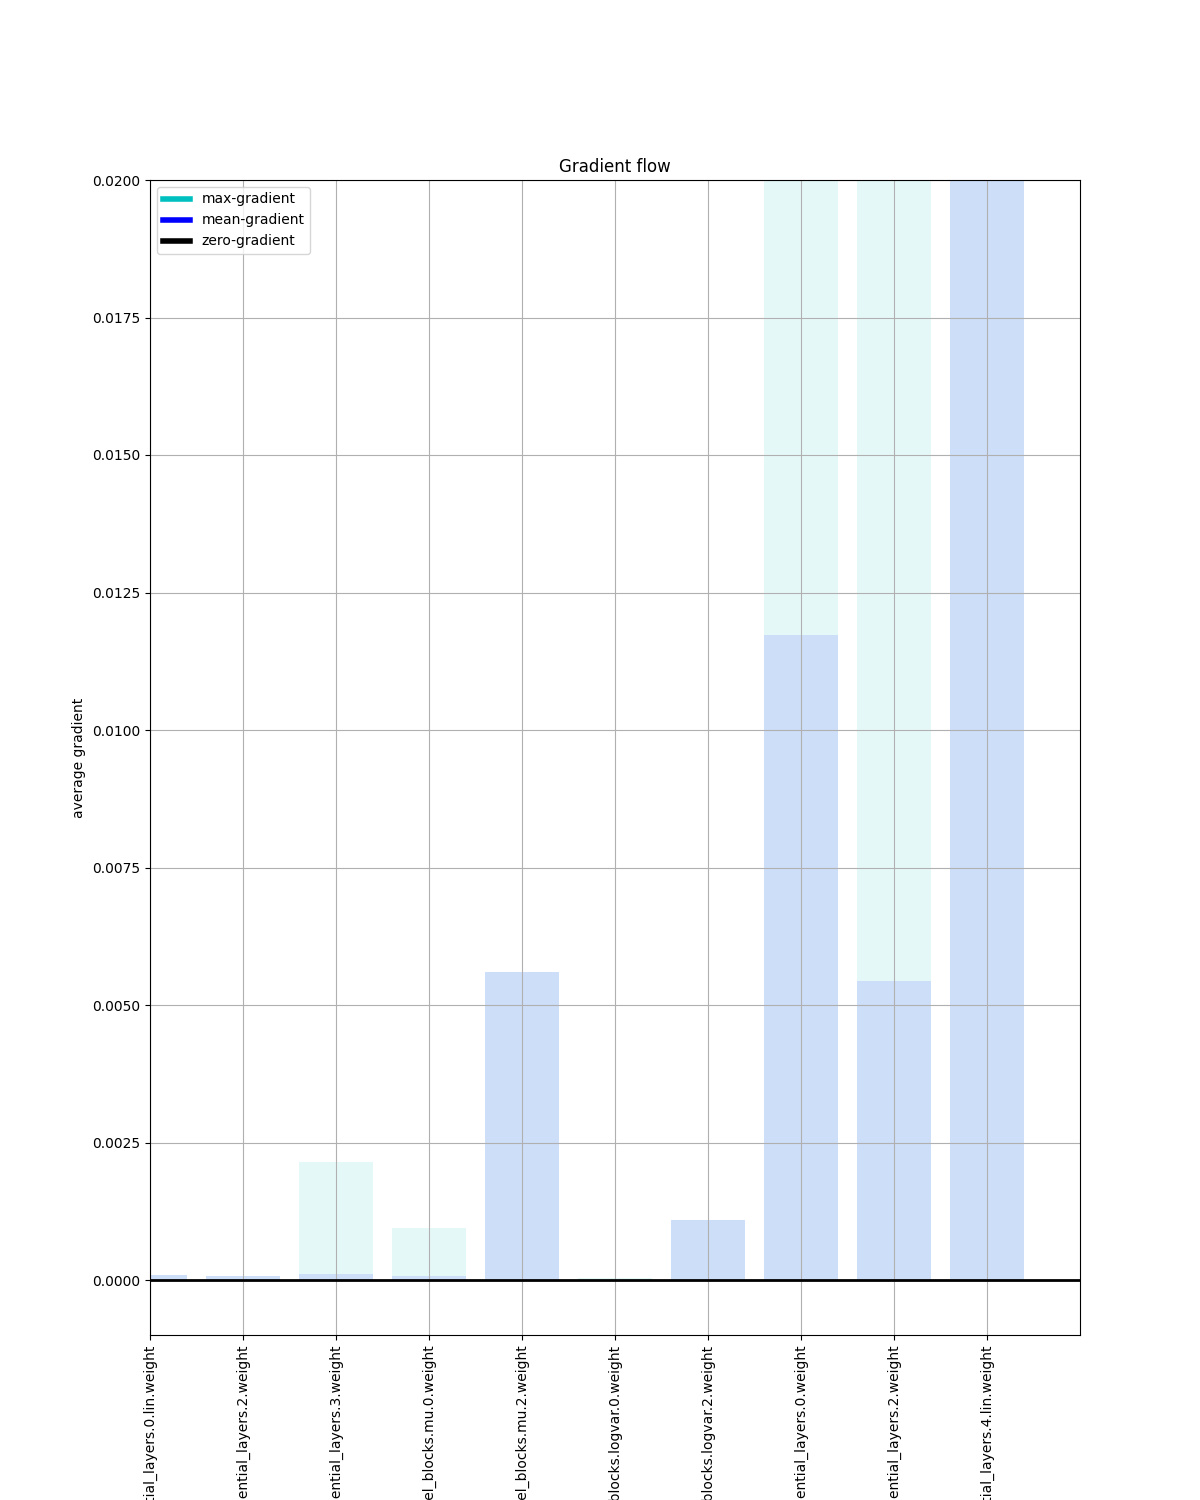 Gradient flow
max-gradient
mean-gradient
zero-gradient
0.0200
0.0175
0.0150
0.0125
0.0100
0.0075
0.0050
0.0025
0.0000
average gradient
tial_layers.0.lin.weight
ential_layers.2.weight
ential_layers.3.weight
el_blocks.mu.0.weight
el_blocks.mu.2.weight
blocks.logvar.0.weight
blocks.logvar.2.weight
ential_layers.0.weight
ential_layers.2.weight
tial_layers.4.lin.weight